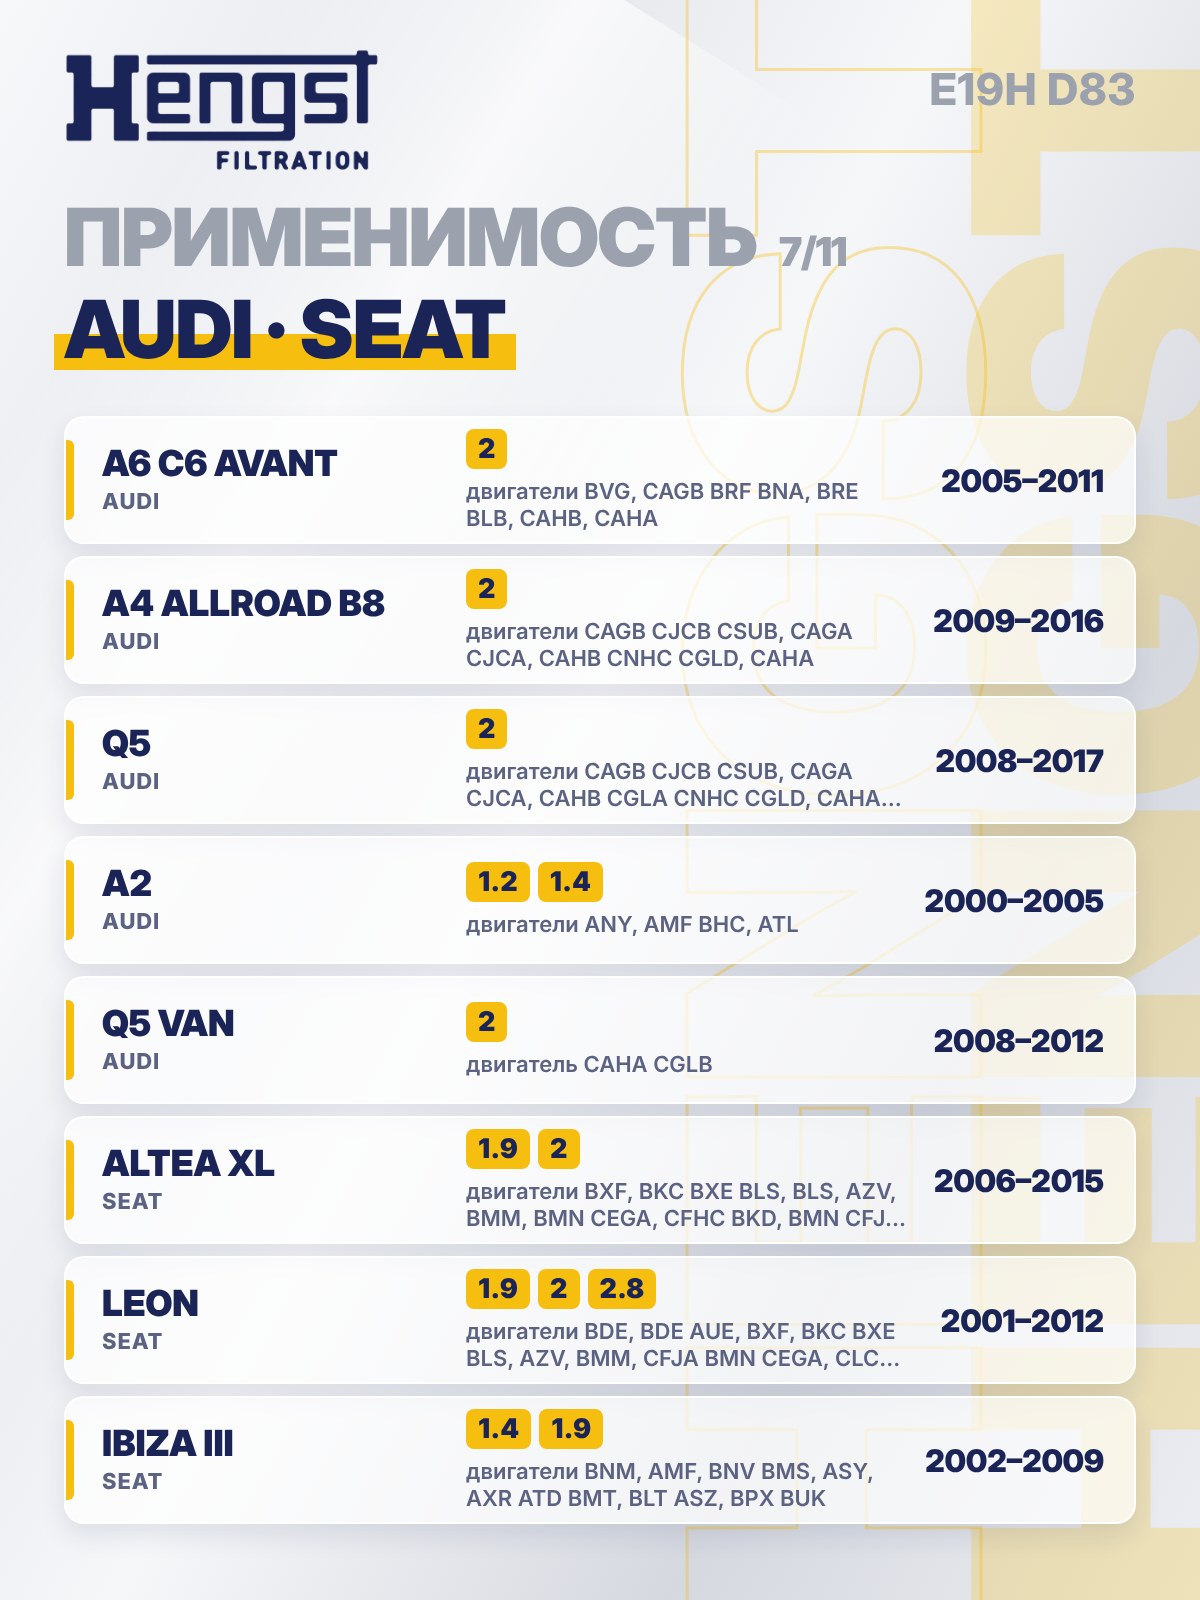 Hengst
FILTRATION
E19H D83
ПРИМЕНИМОСТЬ 7/11
AUDI · SEAT
A6 C6 AVANT
AUDI
2
двигатели BVG, CAGB BRF BNA, BRE
BLB, CAHB, CAHA
2005–2011
A4 ALLROAD B8
AUDI
2
двигатели CAGB CJCB CSUB, CAGA
CJCA, CAHB CNHC CGLD, CAHA
2009–2016
Q5
AUDI
2
двигатели CAGB CJCB CSUB, CAGA
CJCA, CAHB CGLA CNHC CGLD, CAHA...
2008–2017
A2
AUDI
1.2 1.4
двигатели ANY, AMF BHC, ATL
2000–2005
Q5 VAN
AUDI
2
двигатель CAHA CGLB
2008–2012
ALTEA XL
SEAT
1.9 2
двигатели BXF, BKC BXE BLS, BLS, AZV,
BMM, BMN CEGA, CFHC BKD, BMN CFJ...
2006–2015
LEON
SEAT
1.9 2 2.8
двигатели BDE, BDE AUE, BXF, BKC BXE
BLS, AZV, BMM, CFJA BMN CEGA, CLC...
2001–2012
IBIZA III
SEAT
1.4 1.9
двигатели BNM, AMF, BNV BMS, ASY,
AXR ATD BMT, BLT ASZ, BPX BUK
2002–2009